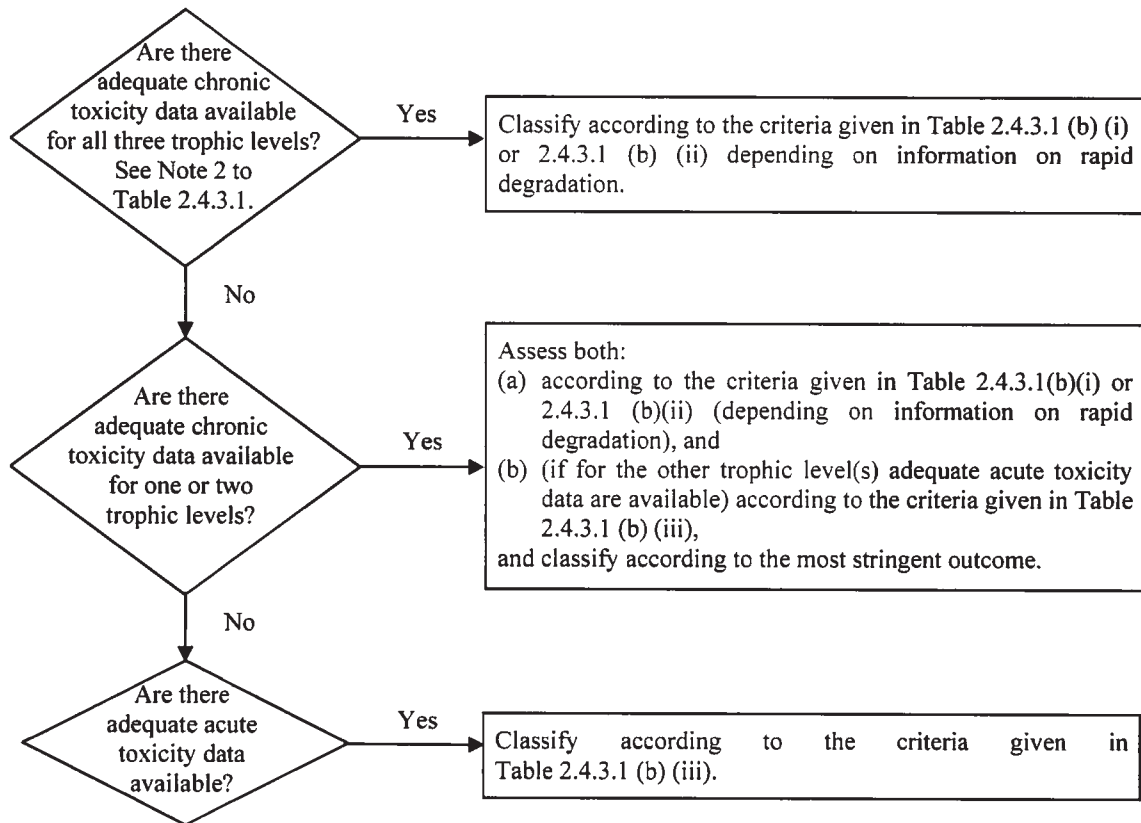 Are there
adequate chronic
toxicity data available
for all three trophic levels?
See Note 2 to
Table 2.4.3.1.
Yes
Classify according to the criteria given in Table 2.4.3.1 (b) (i)
or 2.4.3.1 (b) (ii) depending on information on rapid
degradation.
No
Are there
adequate chronic
toxicity data available
for one or two
trophic levels?
Yes
Assess both:
(a) according to the criteria given in Table 2.4.3.1(b)(i) or
2.4.3.1 (b)(ii) (depending on information on rapid
degradation), and
(b) (if for the other trophic level(s) adequate acute toxicity
data are available) according to the criteria given in Table
2.4.3.1 (b) (iii),
and classify according to the most stringent outcome.
No
Are there
adequate acute
toxicity data
available?
Yes
Classify according to the criteria given in
Table 2.4.3.1 (b) (iii).